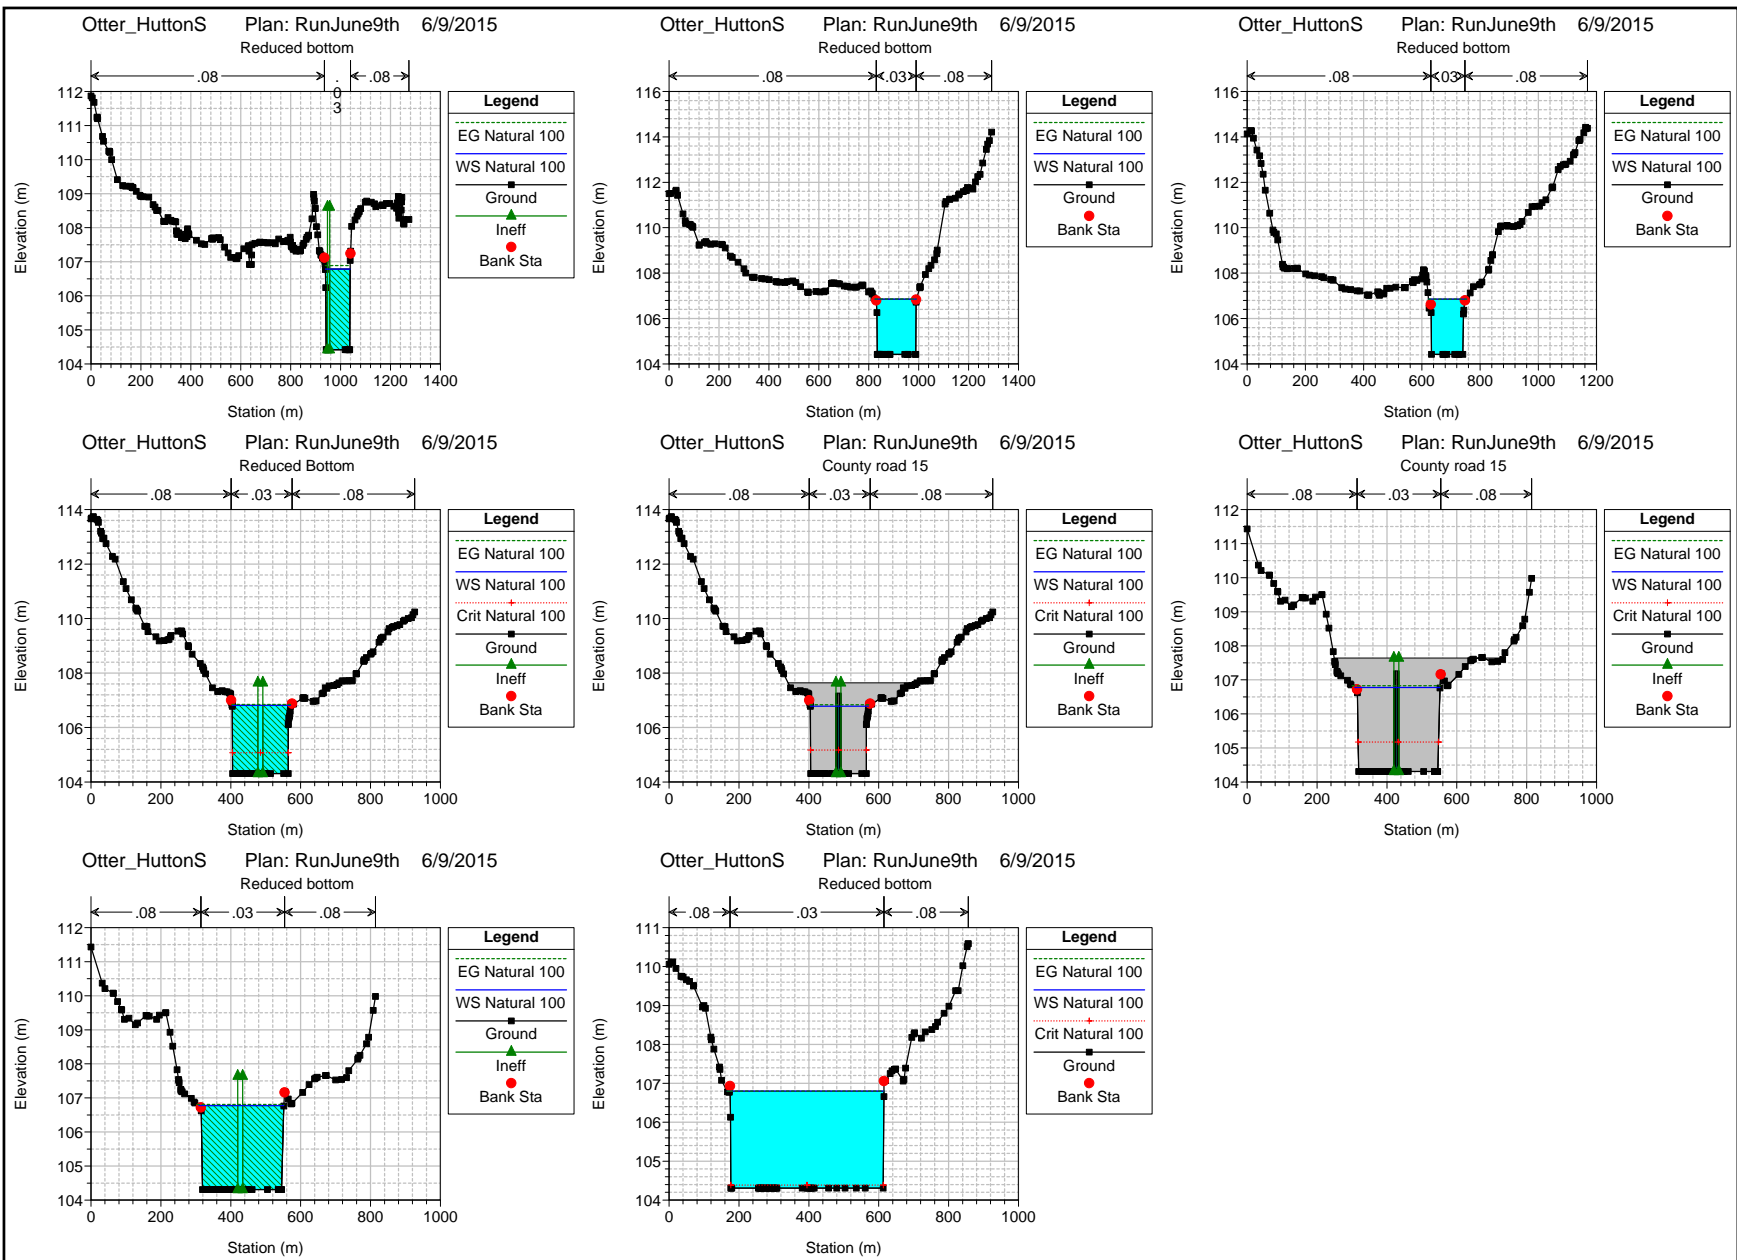 Otter_HuttonS Plan: RunJune9th 6/9/2015
Reduced bottom
.08 .03 .08
Legend
EG Natural 100
WS Natural 100
Ground
Ineff
Bank Sta
Elevation (m)
112
111
110
109
108
107
106
105
104
0 200 400 600 800 1000 1200 1400
Station (m)
Otter_HuttonS Plan: RunJune9th 6/9/2015
Reduced bottom
.08 .03 .08
Legend
EG Natural 100
WS Natural 100
Ground
Bank Sta
Elevation (m)
116
114
112
110
108
106
104
0 200 400 600 800 1000 1200 1400
Station (m)
Otter_HuttonS Plan: RunJune9th 6/9/2015
Reduced bottom
.08 .03 .08
Legend
EG Natural 100
WS Natural 100
Ground
Bank Sta
Elevation (m)
116
114
112
110
108
106
104
0 200 400 600 800 1000 1200
Station (m)
Otter_HuttonS Plan: RunJune9th 6/9/2015
Reduced Bottom
.08 .03 .08
Legend
EG Natural 100
WS Natural 100
Crit Natural 100
Ground
Ineff
Bank Sta
Elevation (m)
114
112
110
108
106
104
0 200 400 600 800 1000
Station (m)
Otter_HuttonS Plan: RunJune9th 6/9/2015
County road 15
.08 .03 .08
Legend
EG Natural 100
WS Natural 100
Crit Natural 100
Ground
Ineff
Bank Sta
Elevation (m)
114
112
110
108
106
104
0 200 400 600 800 1000
Station (m)
Otter_HuttonS Plan: RunJune9th 6/9/2015
County road 15
.08 .03 .08
Legend
EG Natural 100
WS Natural 100
Crit Natural 100
Ground
Ineff
Bank Sta
Elevation (m)
112
111
110
109
108
107
106
105
104
0 200 400 600 800 1000
Station (m)
Otter_HuttonS Plan: RunJune9th 6/9/2015
Reduced bottom
.08 .03 .08
Legend
EG Natural 100
WS Natural 100
Ground
Ineff
Bank Sta
Elevation (m)
112
111
110
109
108
107
106
105
104
0 200 400 600 800 1000
Station (m)
Otter_HuttonS Plan: RunJune9th 6/9/2015
Reduced bottom
.08 .03 .08
Legend
EG Natural 100
WS Natural 100
Crit Natural 100
Ground
Bank Sta
Elevation (m)
111
110
109
108
107
106
105
104
0 200 400 600 800 1000
Station (m)